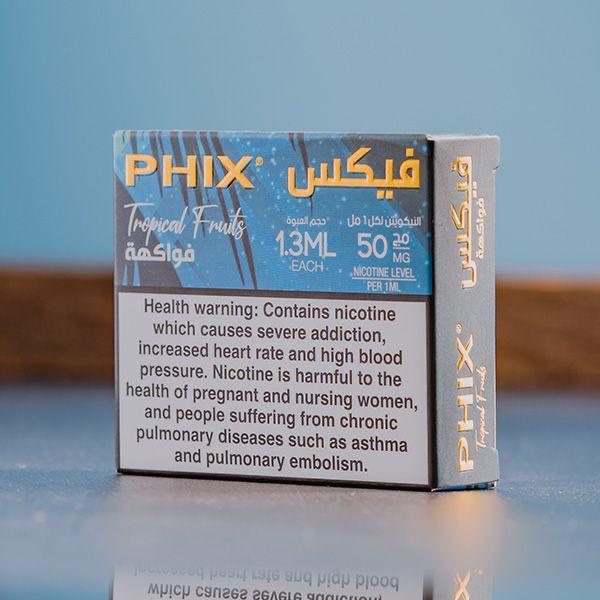 PHIX® فيكس
Tropical Fruits
فواكهة
حجم العبوة
1.3ML
EACH
النيكوتين لكل 1 مل
50 مج MG
NICOTINE LEVEL
PER 1ML
Health warning: Contains nicotine
which causes severe addiction,
increased heart rate and high blood
pressure. Nicotine is harmful to the
health of pregnant and nursing women,
and people suffering from chronic
pulmonary diseases such as asthma
and pulmonary embolism.
فيكس
فواكهة
PHIX®
Tropical Fruits